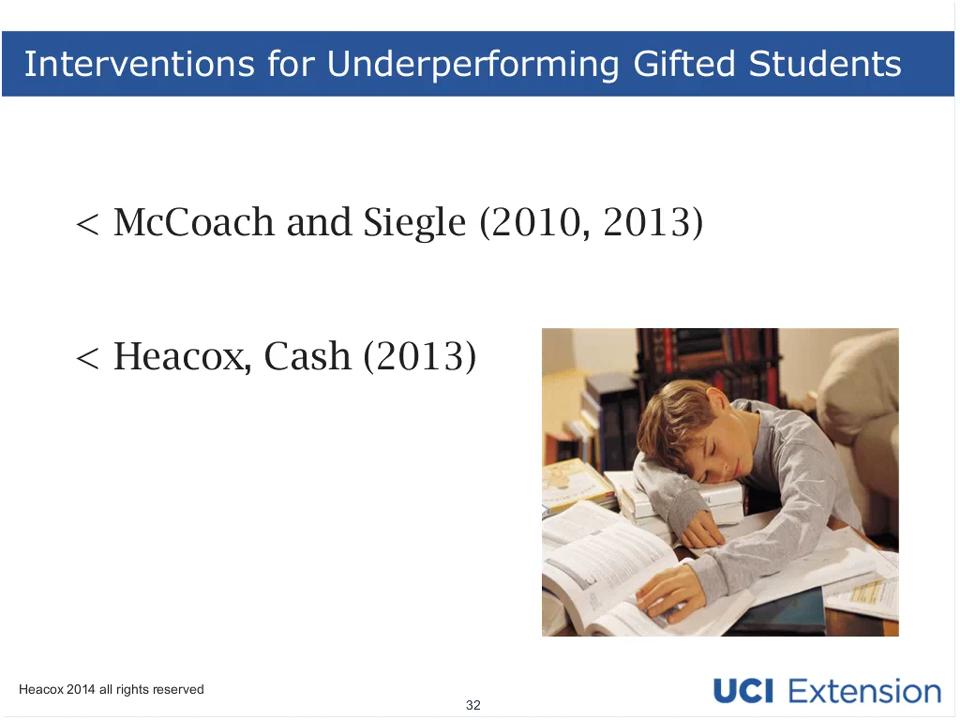 Interventions for Underperforming Gifted Students
< McCoach and Siegle (2010, 2013)
< Heacox, Cash (2013)
Heacox 2014 all rights reserved
32
UCI Extension